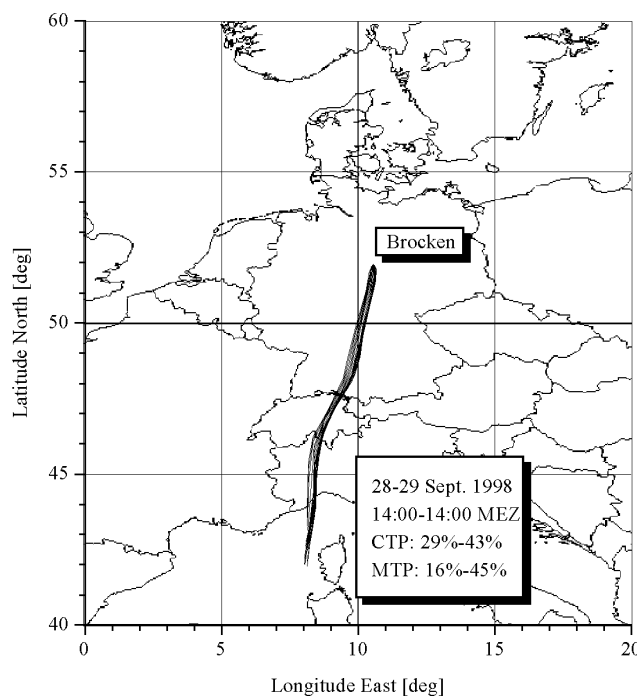 60
55
Brocken
Latitude North [deg]
50
45
28-29 Sept. 1998
14:00-14:00 MEZ
CTP: 29%-43%
MTP: 16%-45%
40
0 5 10 15 20
Longitude East [deg]